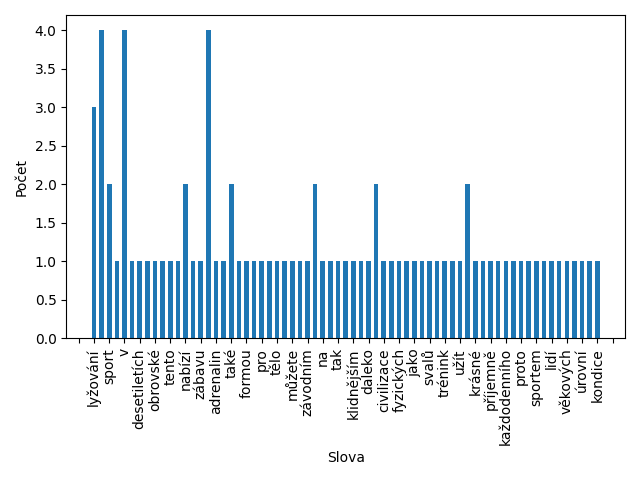 Počet
4.0
3.5
3.0
2.5
2.0
1.5
1.0
0.5
0.0
lyžování
sport
v
desetiletích
obrovské
tento
nabízí
zábavu
adrenalin
také
formou
pro
tělo
můžete
závodním
na
tak
klidnějším
daleko
civilizace
fyzických
jako
svalů
trénink
užít
krásné
příjemně
každodenního
proto
sportem
lidí
věkových
úrovní
kondice
Slova